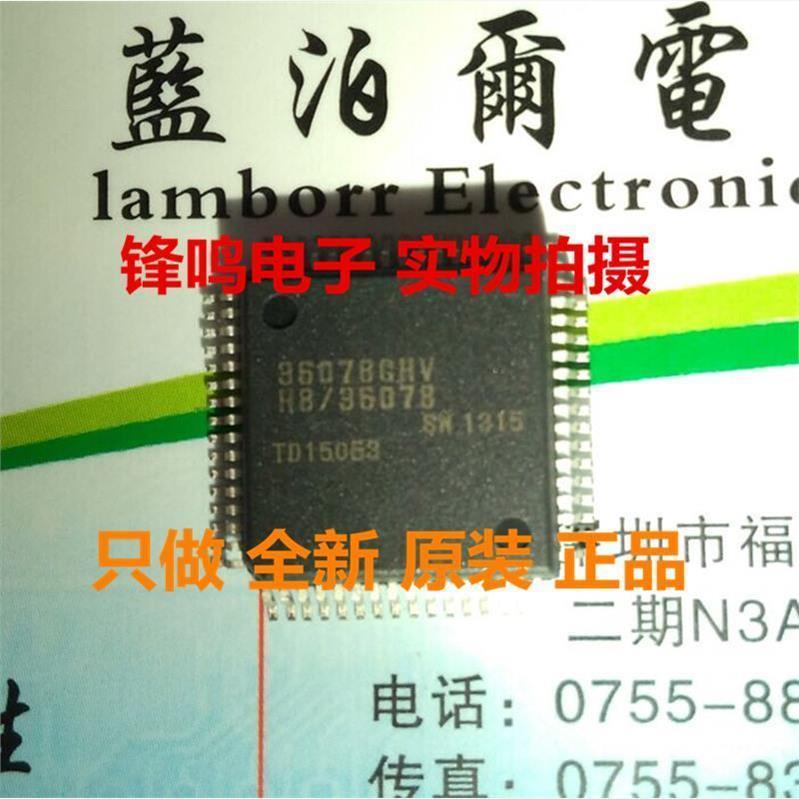 藍泊爾電
lamborr Electronic
锋鸣电子 实物拍摄
36078GHV
H8/36078
SN 1315
TD15063
只做 全新 原装 正品
圳市福
二期N3A
电话：0755-88
传真：0755-83